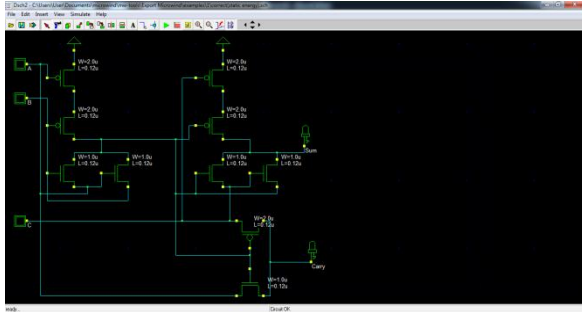 File Edit Insert View Simulate Help
A
W=2.0u
L=0.12u
W=2.0u
L=0.12u
B
W=2.0u
L=0.12u
W=2.0u
L=0.12u
Sum
W=1.0u
L=0.12u
W=1.0u
L=0.12u
W=1.0u
L=0.12u
W=1.0u
L=0.12u
C
W=2.0u
L=0.12u
Carry
W=1.0u
L=0.12u
Circuit OK